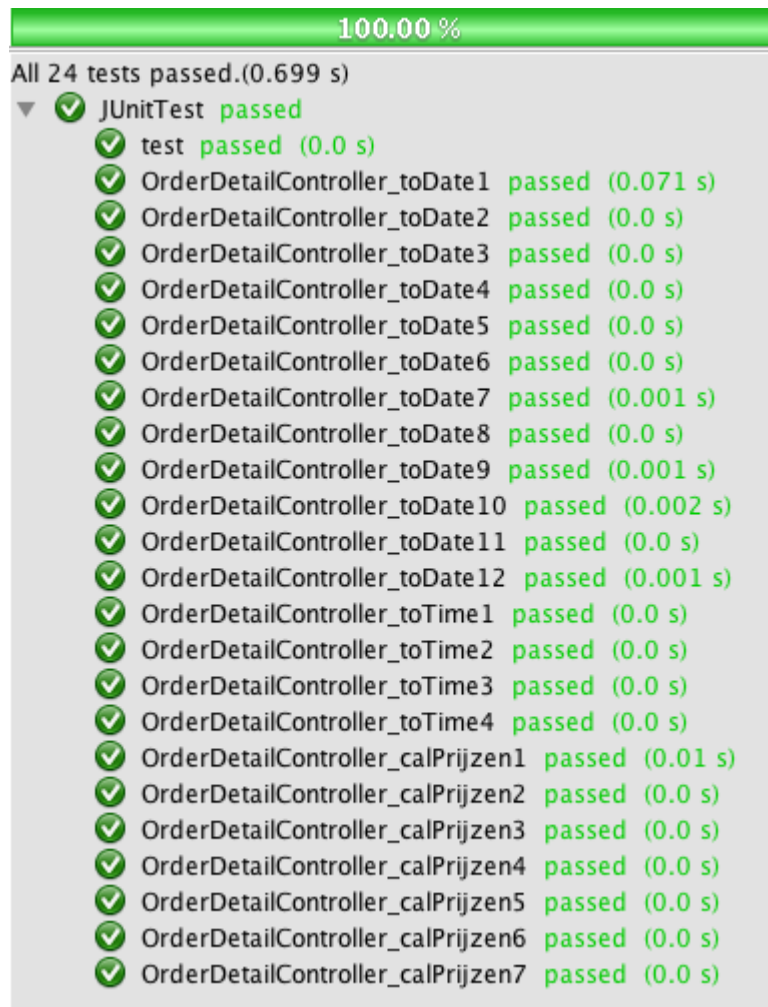 100.00 %
All 24 tests passed.(0.699 s)
JUnitTest passed
test passed (0.0 s)
OrderDetailController_toDate1 passed (0.071 s)
OrderDetailController_toDate2 passed (0.0 s)
OrderDetailController_toDate3 passed (0.0 s)
OrderDetailController_toDate4 passed (0.0 s)
OrderDetailController_toDate5 passed (0.0 s)
OrderDetailController_toDate6 passed (0.0 s)
OrderDetailController_toDate7 passed (0.001 s)
OrderDetailController_toDate8 passed (0.0 s)
OrderDetailController_toDate9 passed (0.001 s)
OrderDetailController_toDate10 passed (0.002 s)
OrderDetailController_toDate11 passed (0.0 s)
OrderDetailController_toDate12 passed (0.001 s)
OrderDetailController_toTime1 passed (0.0 s)
OrderDetailController_toTime2 passed (0.0 s)
OrderDetailController_toTime3 passed (0.0 s)
OrderDetailController_toTime4 passed (0.0 s)
OrderDetailController_calPrijzen1 passed (0.01 s)
OrderDetailController_calPrijzen2 passed (0.0 s)
OrderDetailController_calPrijzen3 passed (0.0 s)
OrderDetailController_calPrijzen4 passed (0.0 s)
OrderDetailController_calPrijzen5 passed (0.0 s)
OrderDetailController_calPrijzen6 passed (0.0 s)
OrderDetailController_calPrijzen7 passed (0.0 s)